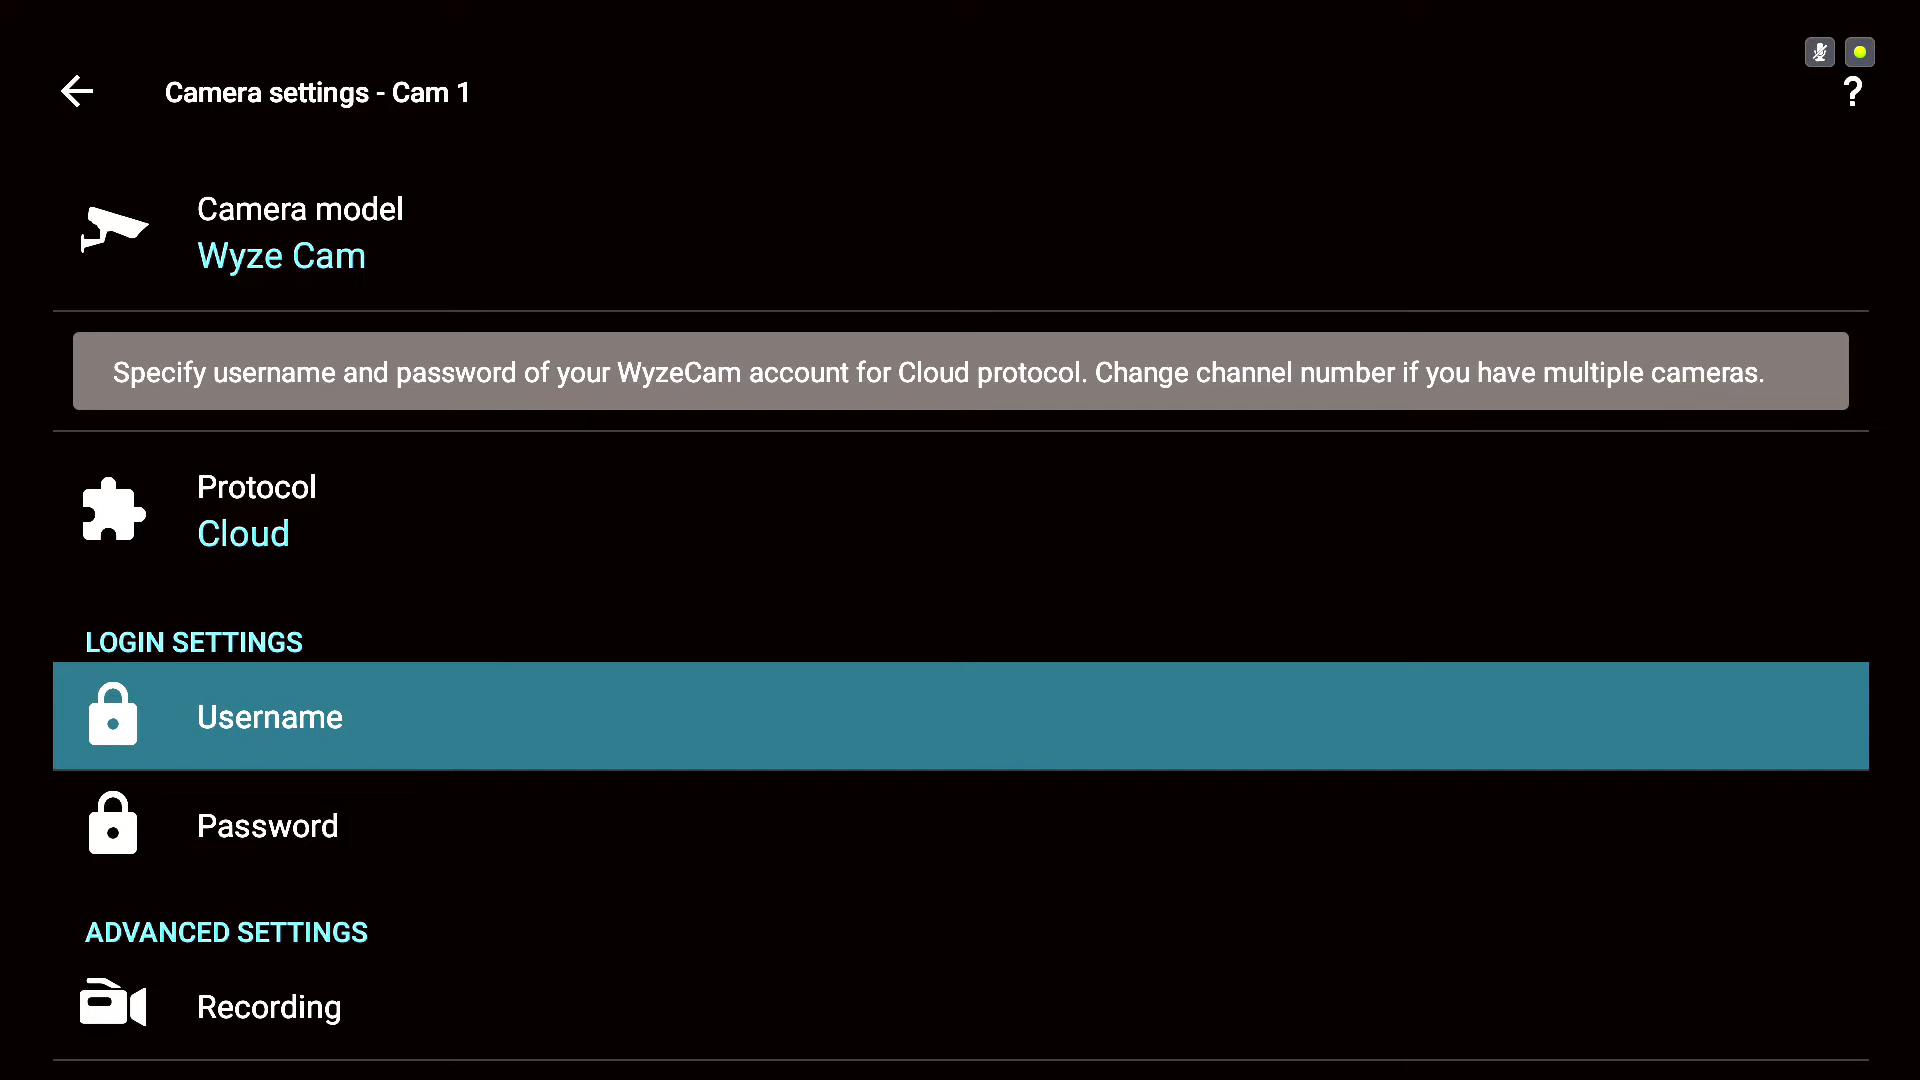 Camera settings - Cam 1
?
Camera model
Wyze Cam
Specify username and password of your WyzeCam account for Cloud protocol. Change channel number if you have multiple cameras.
Protocol
Cloud
LOGIN SETTINGS
Username
Password
ADVANCED SETTINGS
Recording